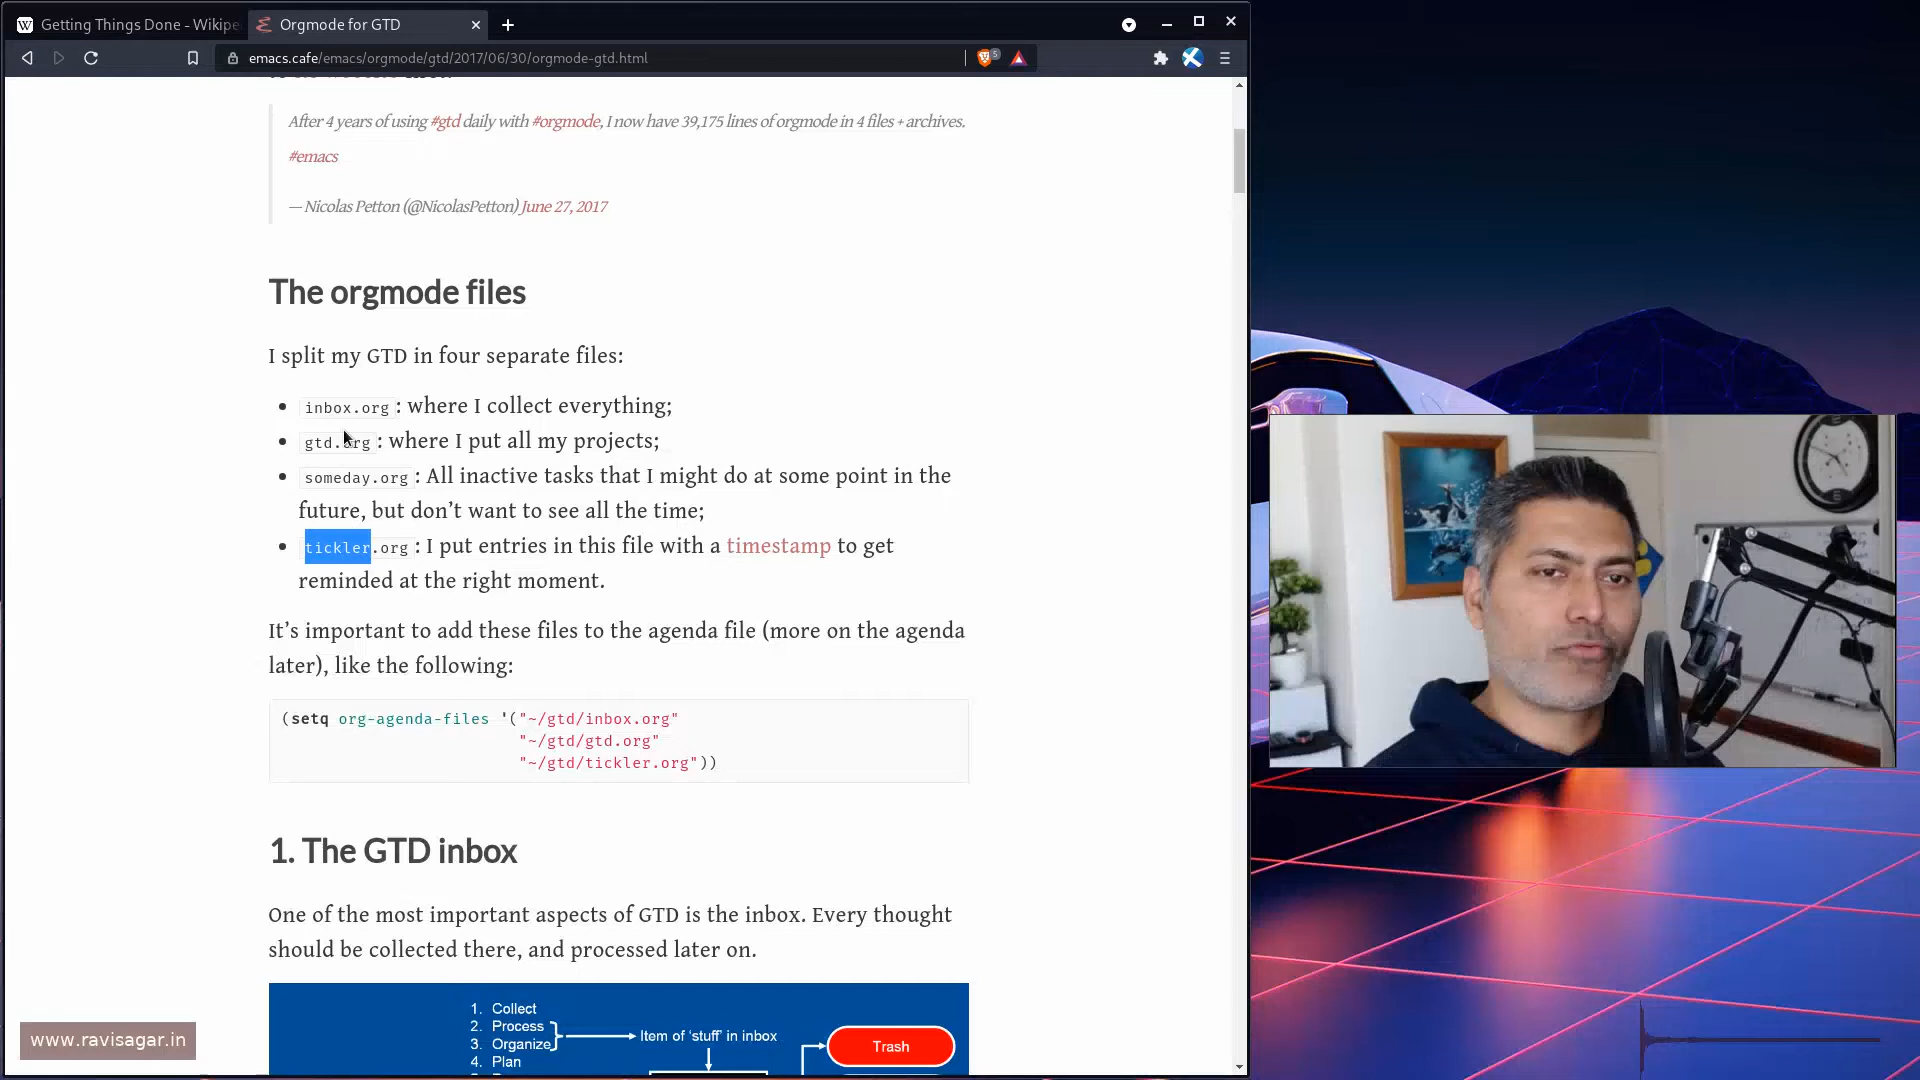 Getting Things Done - Wikipe
Orgmode for GTD
emacs.cafe/emacs/orgmode/gtd/2017/06/30/orgmode-gtd.html
5
After 4 years of using #gtd daily with #orgmode, I now have 39,175 lines of orgmode in 4 files + archives.
#emacs
— Nicolas Petton (@NicolasPetton) June 27, 2017
The orgmode files
I split my GTD in four separate files:
inbox.org : where I collect everything;
gtd.org : where I put all my projects;
someday.org : All inactive tasks that I might do at some point in the
future, but don’t want to see all the time;
tickler.org : I put entries in this file with a timestamp to get
reminded at the right moment.
It’s important to add these files to the agenda file (more on the agenda
later), like the following:
(setq org-agenda-files '("~/gtd/inbox.org"
"~/gtd/gtd.org"
"~/gtd/tickler.org"))
1. The GTD inbox
One of the most important aspects of GTD is the inbox. Every thought
should be collected there, and processed later on.
1. Collect
2. Process
3. Organize
4. Plan
Item of ‘stuff’ in inbox
Trash
www.ravisagar.in